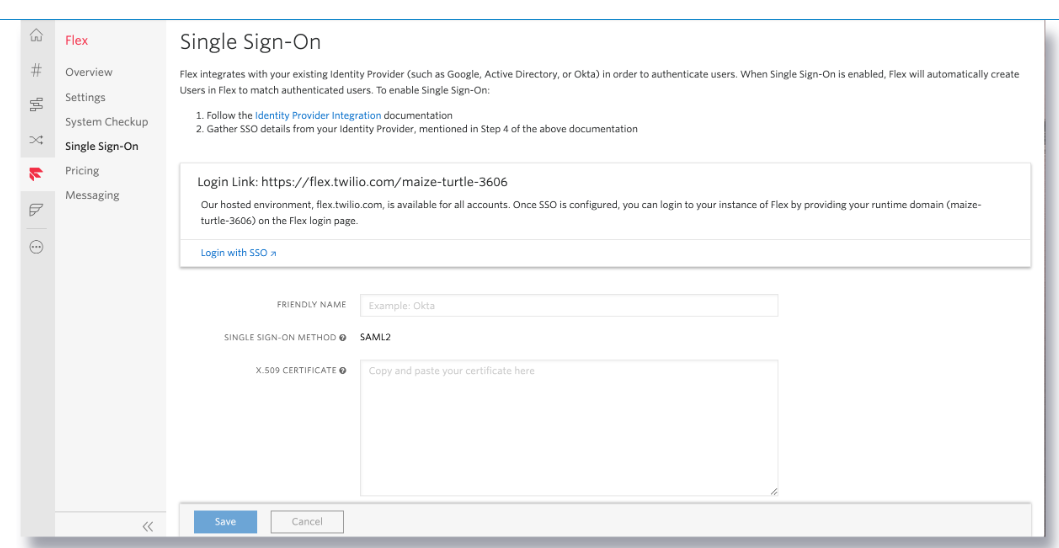 Flex
Overview
Settings
System Checkup
Single Sign-On
Pricing
Messaging
Single Sign-On
Flex integrates with your existing Identity Provider (such as Google, Active Directory, or Okta) in order to authenticate users. When Single Sign-On is enabled, Flex will automatically create
Users in Flex to match authenticated users. To enable Single Sign-On:
1. Follow the Identity Provider Integration documentation
2. Gather SSO details from your Identity Provider, mentioned in Step 4 of the above documentation
Login Link: https://flex.twilio.com/maize-turtle-3606
Our hosted environment, flex.twilio.com, is available for all accounts. Once SSO is configured, you can login to your instance of Flex by providing your runtime domain (maize-
turtle-3606) on the Flex login page.
Login with SSO
FRIENDLY NAME
Example: Okta
SINGLE SIGN-ON METHOD
SAML2
X.509 CERTIFICATE
Copy and paste your certificate here
Save
Cancel